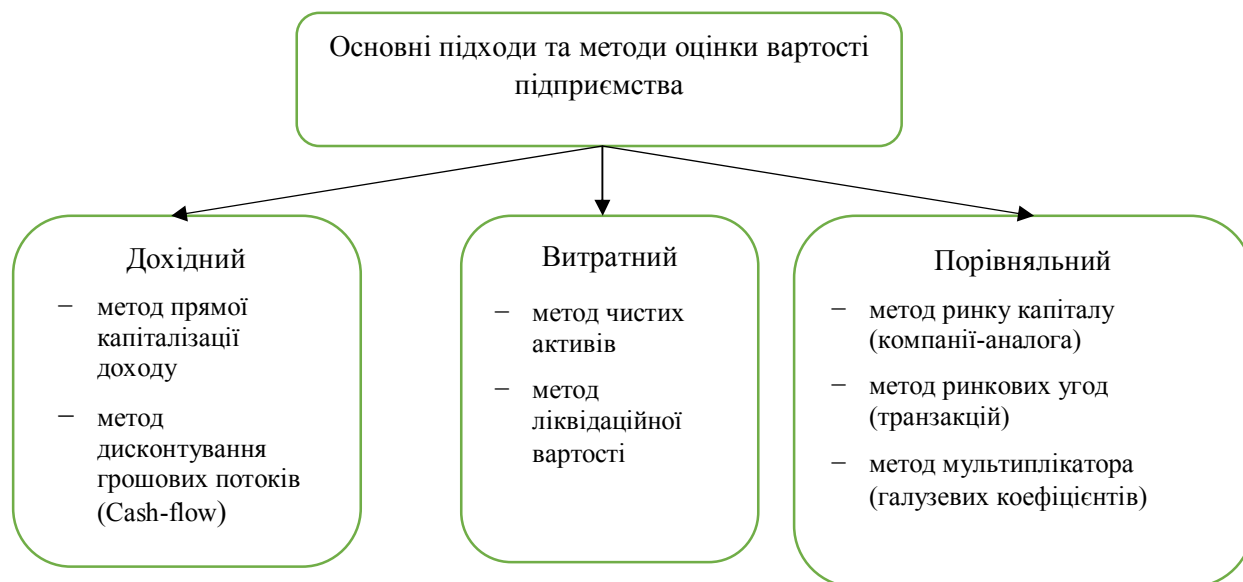 Основні підходи та методи оцінки вартості
підприємства
Дохідний
− метод прямої
капіталізації
доходу
− метод
дисконтування
грошових потоків
(Cash-flow)
Витратний
− метод чистих
активів
− метод
ліквідаційної
вартості
Порівняльний
− метод ринку капіталу
(компанії-аналога)
− метод ринкових угод
(транзакцій)
− метод мультиплікатора
(галузевих коефіцієнтів)